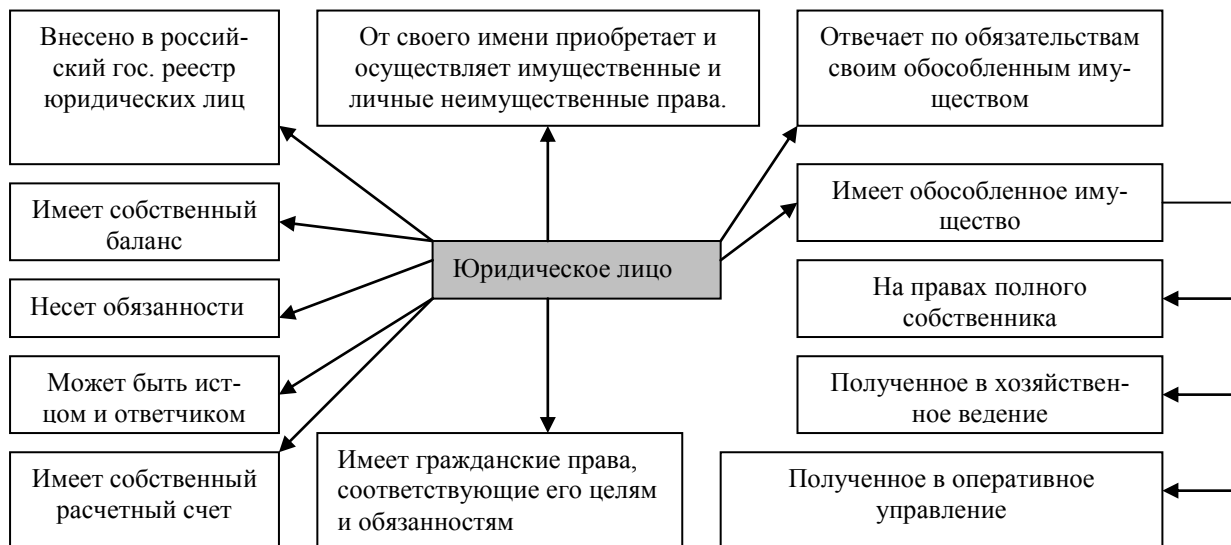 Внесено в россий-
ский гос. реестр
юридических лиц
От своего имени приобретает и
осуществляет имущественные и
личные неимущественные права.
Отвечает по обязательствам
своим обособленным иму-
ществом
Имеет собственный
баланс
Имеет обособленное иму-
щество
Юридическое лицо
Несет обязанности
На правах полного
собственника
Может быть ист-
цом и ответчиком
Полученное в хозяйствен-
ное ведение
Имеет собственный
расчетный счет
Имеет гражданские права,
соответствующие его целям
и обязанностям
Полученное в оперативное
управление